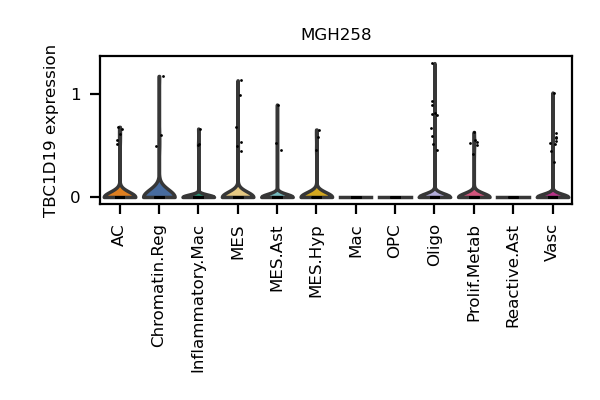 MGH258
TBC1D19 expression
1
0
AC
Chromatin.Reg
Inflammatory.Mac
MES
MES.Ast
MES.Hyp
Mac
OPC
Oligo
Prolif.Metab
Reactive.Ast
Vasc